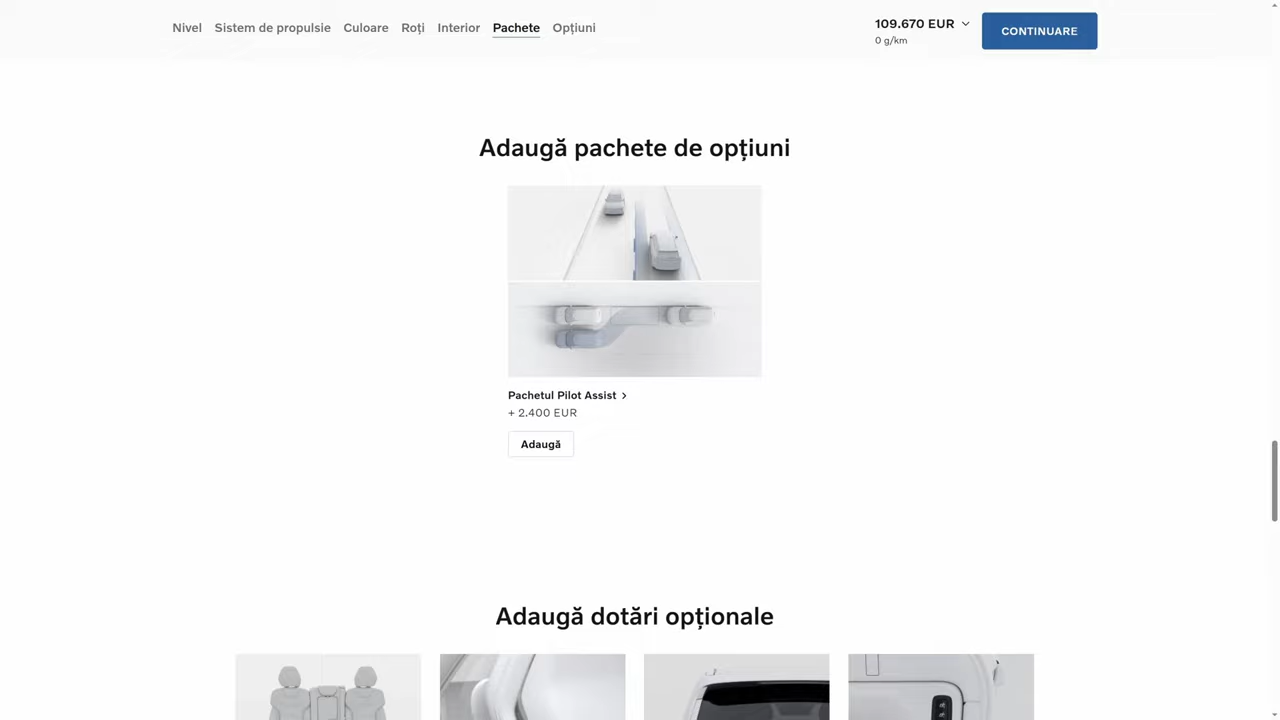 Nivel Sistem de propulsie Culoare Roți Interior Pachete Opțiuni
109.670 EUR
0 g/km
CONTINUARE
Adaugă pachete de opțiuni
Pachetul Pilot Assist
+ 2.400 EUR
Adaugă
Adaugă dotări opționale